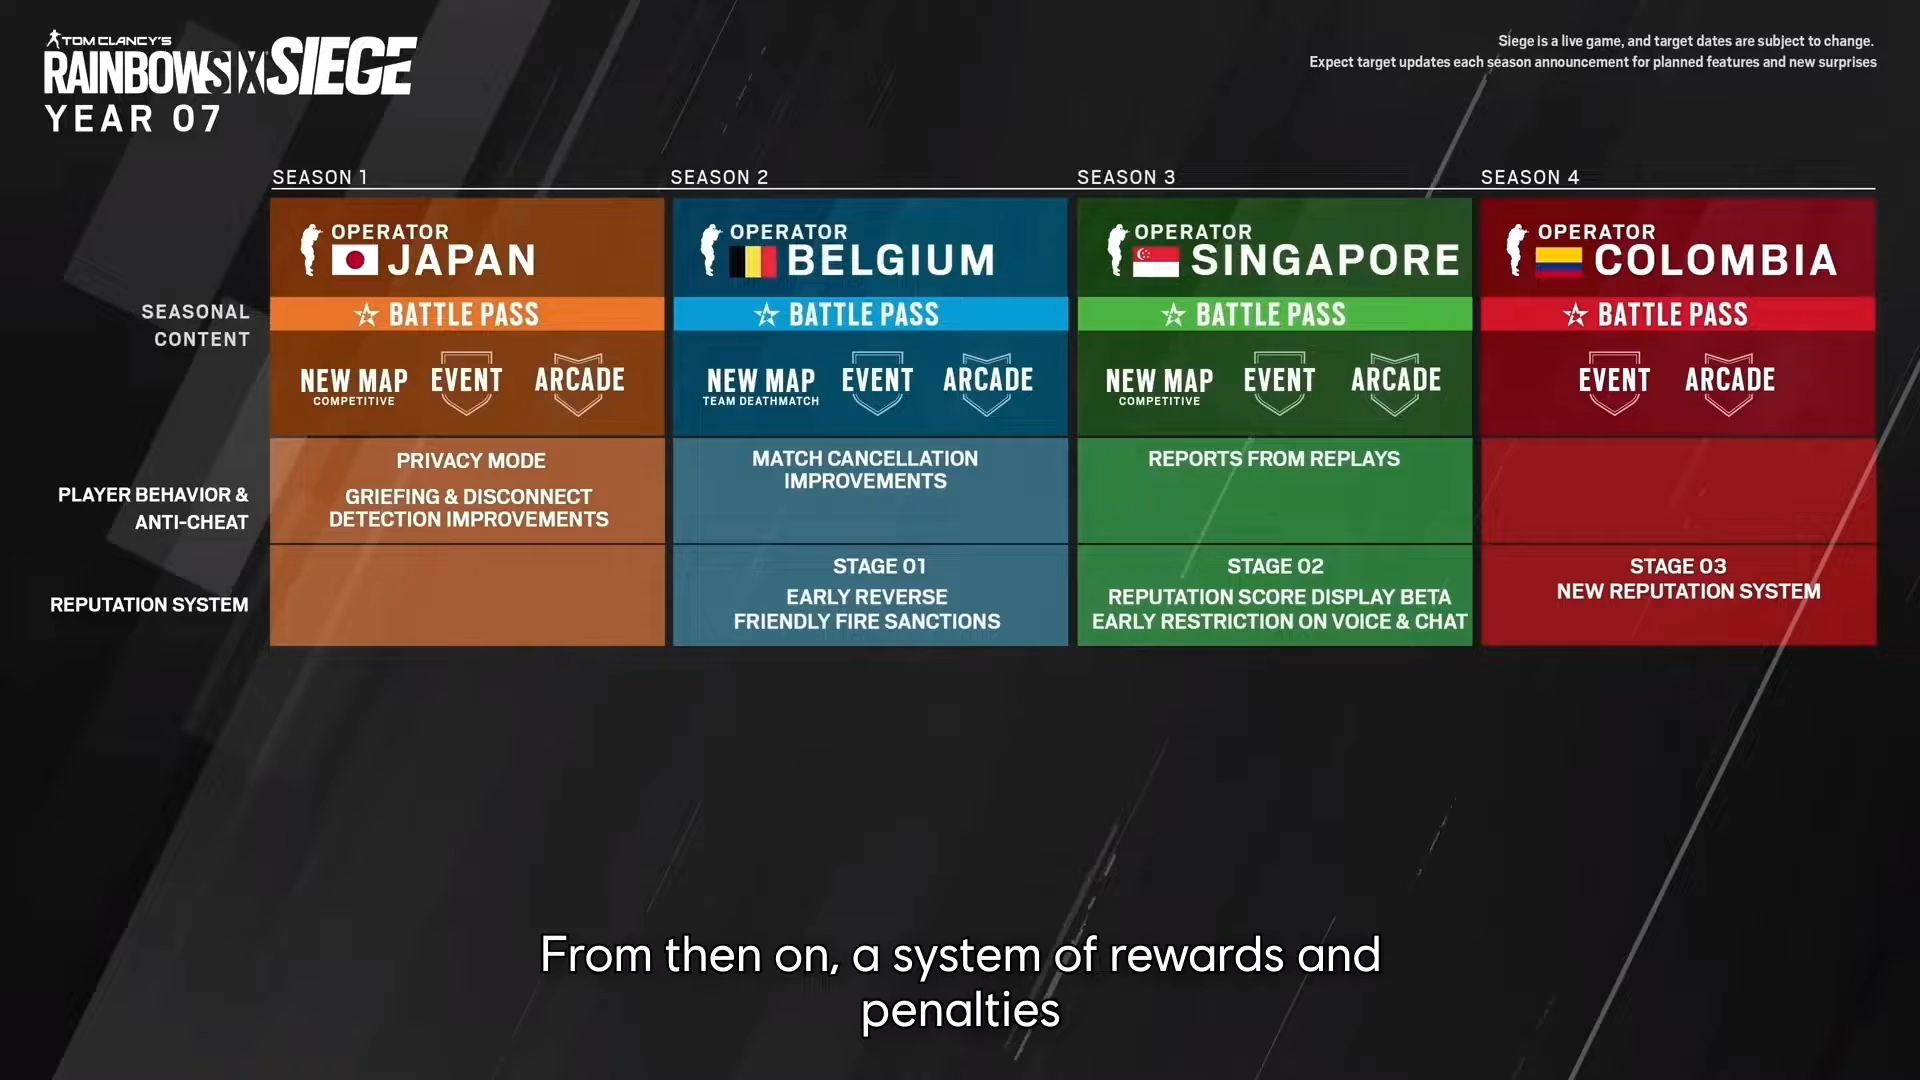 TOM CLANCY'S
RAINBOWSIX SIEGE
YEAR 07
Siege is a live game, and target dates are subject to change.
Expect target updates each season announcement for planned features and new surprises
SEASON 1
SEASON 2
SEASON 3
SEASON 4
OPERATOR
JAPAN
OPERATOR
BELGIUM
OPERATOR
SINGAPORE
OPERATOR
COLOMBIA
SEASONAL
CONTENT
BATTLE PASS
BATTLE PASS
BATTLE PASS
BATTLE PASS
NEW MAP
COMPETITIVE
EVENT
ARCADE
NEW MAP
TEAM DEATHMATCH
EVENT
ARCADE
NEW MAP
COMPETITIVE
EVENT
ARCADE
EVENT
ARCADE
PLAYER BEHAVIOR &
ANTI-CHEAT
PRIVACY MODE
GRIEFING & DISCONNECT
DETECTION IMPROVEMENTS
MATCH CANCELLATION
IMPROVEMENTS
REPORTS FROM REPLAYS
REPUTATION SYSTEM
STAGE 01
EARLY REVERSE
FRIENDLY FIRE SANCTIONS
STAGE 02
REPUTATION SCORE DISPLAY BETA
EARLY RESTRICTION ON VOICE & CHAT
STAGE 03
NEW REPUTATION SYSTEM
From then on, a system of rewards and
penalties